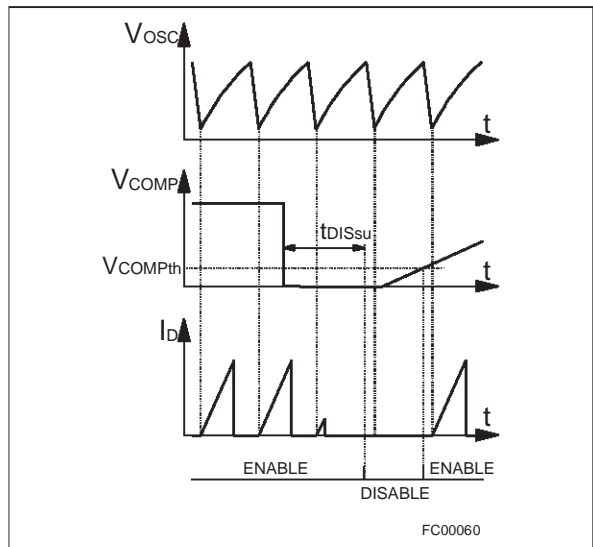 VOSC
t
VCOMP
tDISsu
VCOMPth
t
ID
t
ENABLE
ENABLE
DISABLE
FC00060